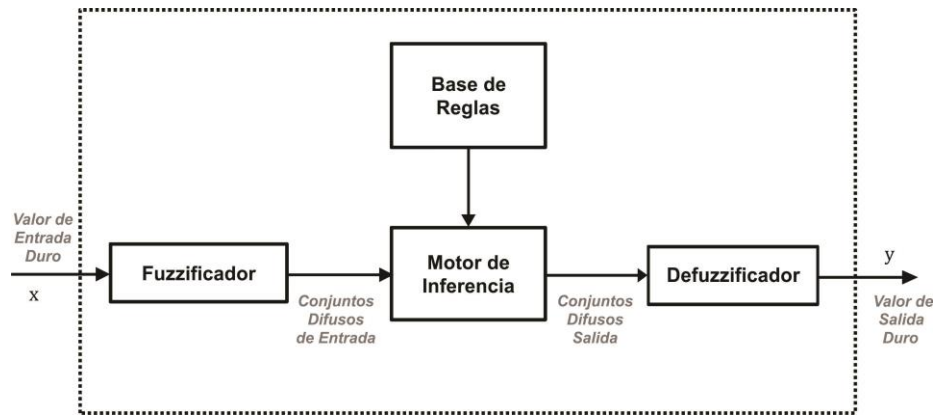 Base de
Reglas
Valor de
Entrada
Duro
x
Fuzzificador
Conjuntos
Difusos
de Entrada
Motor de
Inferencia
Conjuntos
Difusos
Salida
Defuzzificador
y
Valor de
Salida
Duro